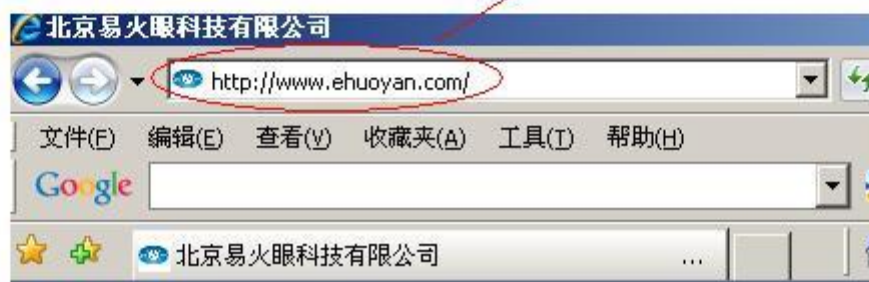 北京易火眼科技有限公司
http://www.ehuoyan.com/
文件(F) 编辑(E) 查看(V) 收藏夹(A) 工具(T) 帮助(H)
Google
北京易火眼科技有限公司 ...